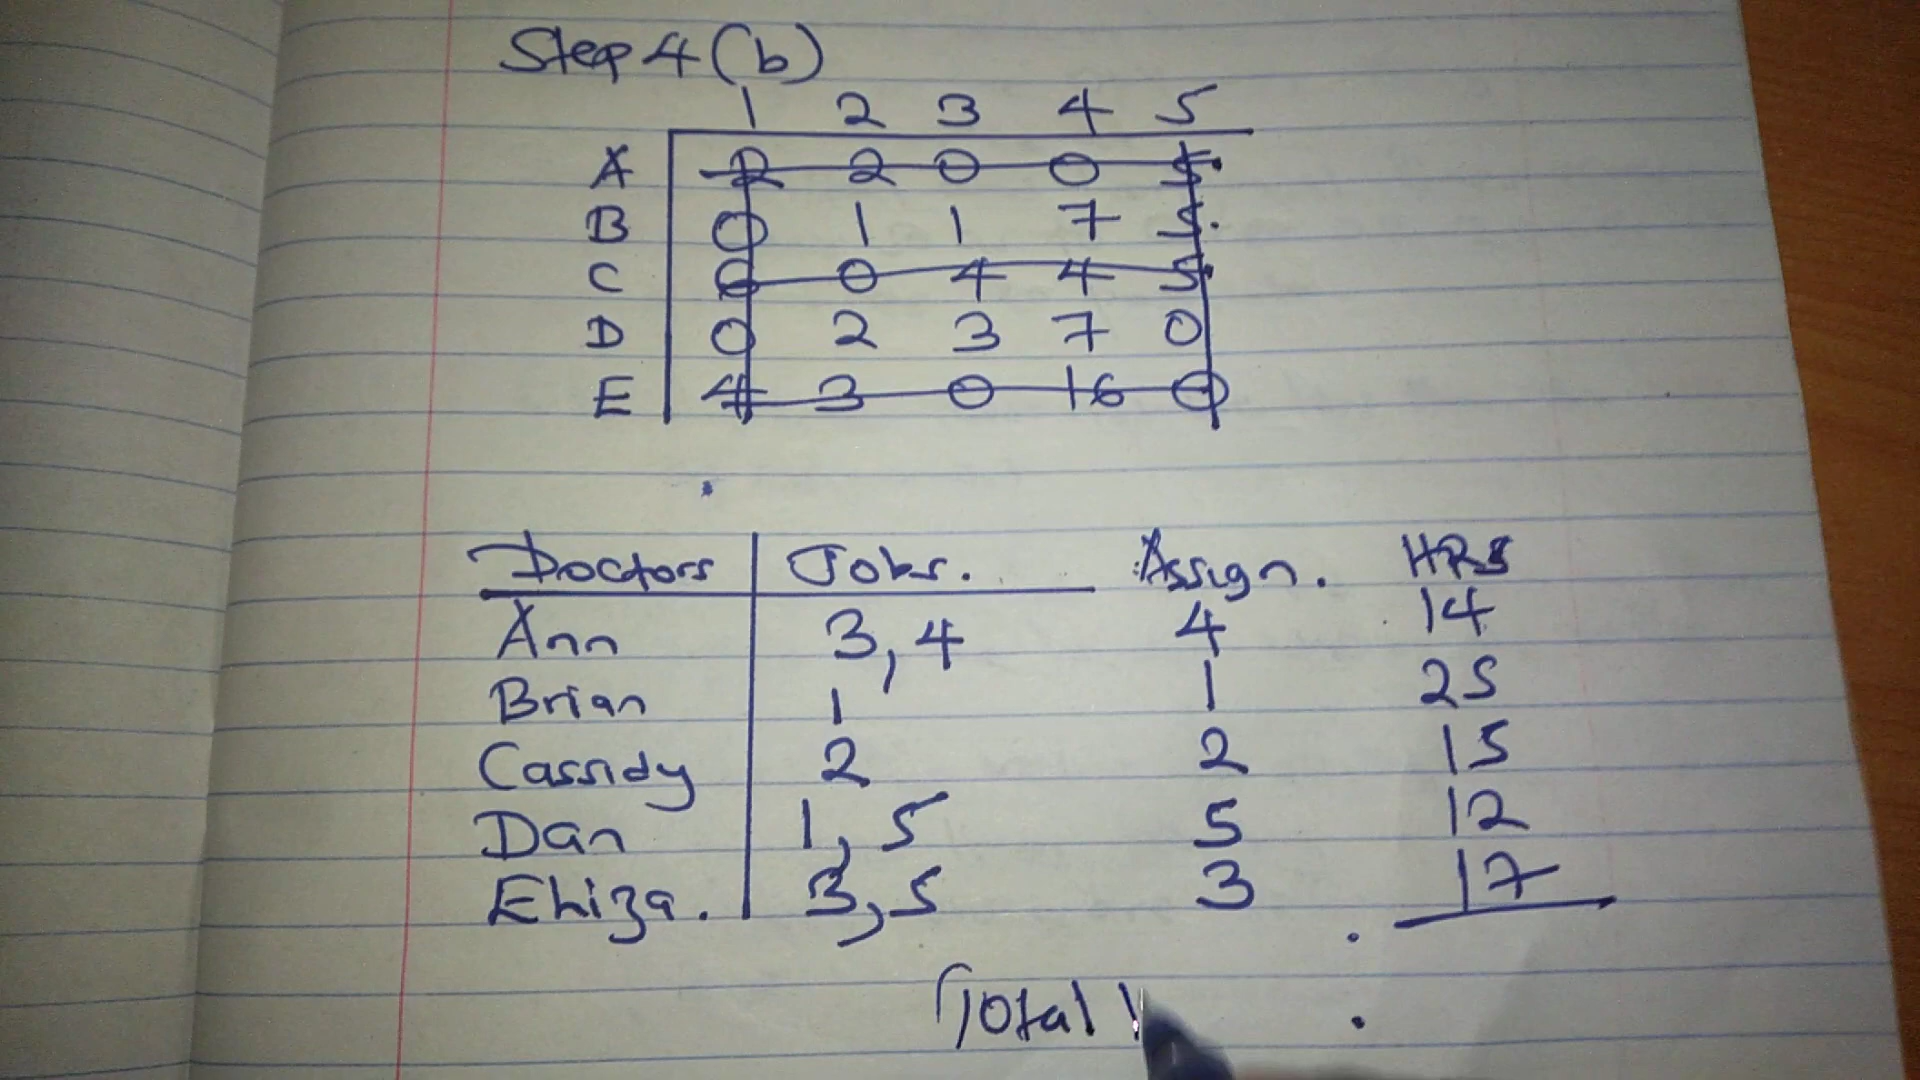 Step 4 (b)
1 2 3 4 5
A 2 2 0 0 5
B 0 1 1 7 5
C 0 0 4 4 5
D 0 2 3 7 0
E 4 3 0 16 0
Doctors Jobs. Assign. HRS
Ann 3, 4 4 14
Brian 1 1 25
Cassidy 2 2 15
Dan 1, 5 5 12
Ehiza. 3, 5 3 17
Total